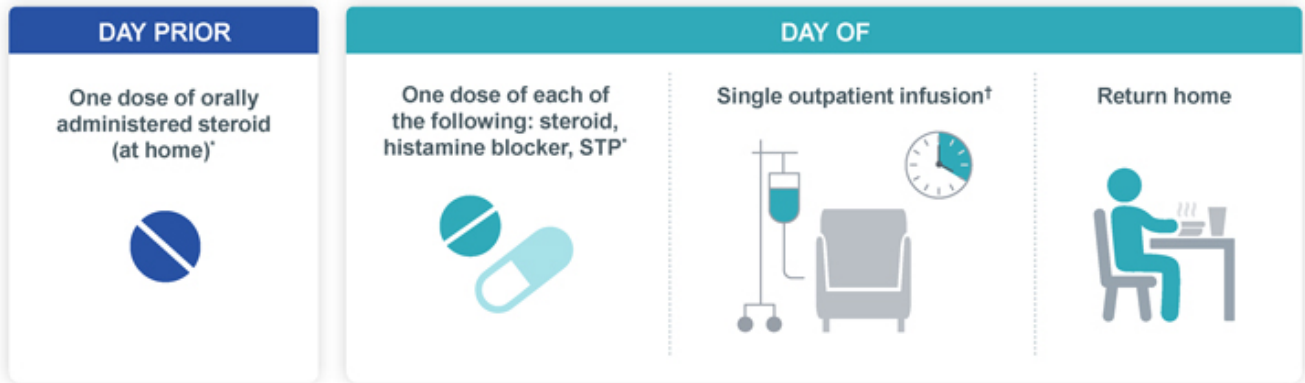 DAY PRIOR
One dose of orally
administered steroid
(at home)*
DAY OF
One dose of each of
the following: steroid,
histamine blocker, STP*
Single outpatient infusion†
Return home